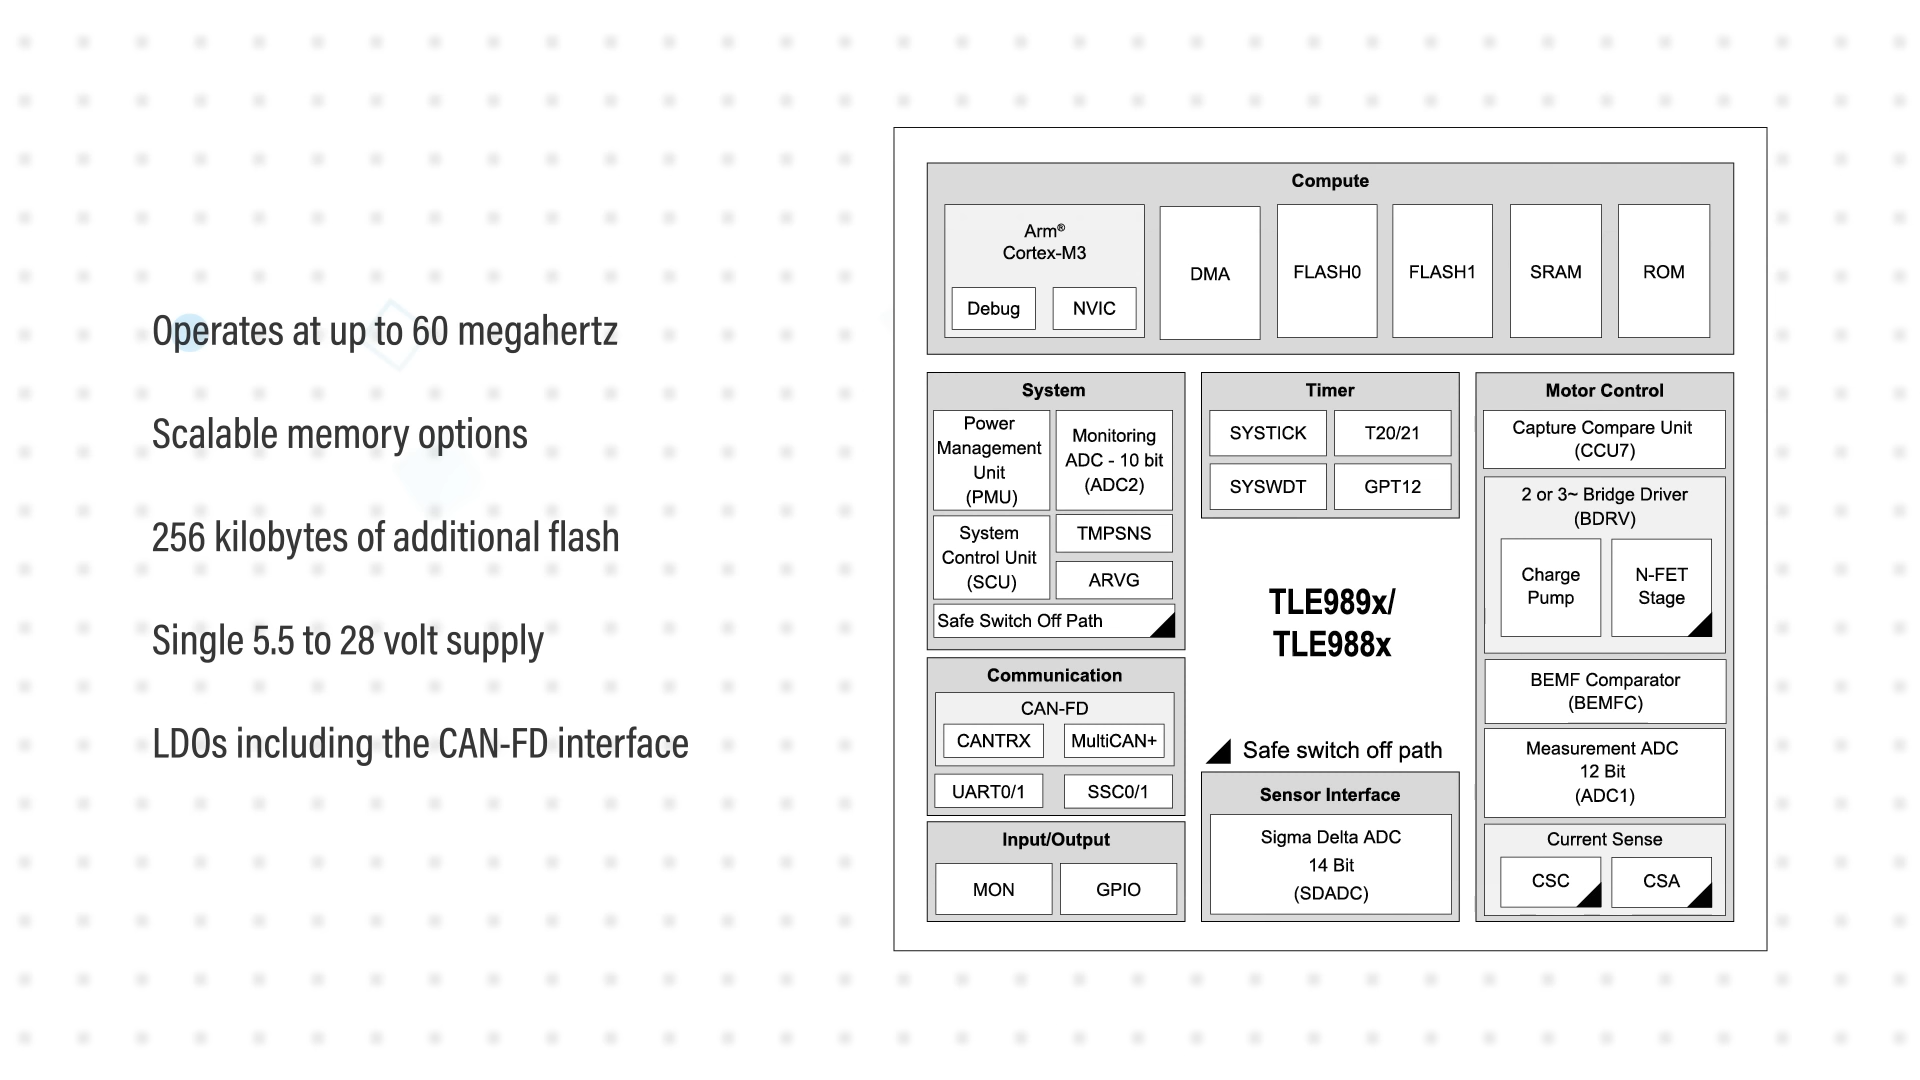 Operates at up to 60 megahertz
Scalable memory options
256 kilobytes of additional flash
Single 5.5 to 28 volt supply
LDOs including the CAN-FD interface
Compute
Arm®
Cortex-M3
Debug
NVIC
DMA
FLASH0
FLASH1
SRAM
ROM
System
Power
Management
Unit
(PMU)
Monitoring
ADC - 10 bit
(ADC2)
System
Control Unit
(SCU)
TMPSNS
ARVG
Safe Switch Off Path
Communication
CAN-FD
CANTRX
MultiCAN+
UART0/1
SSC0/1
Input/Output
MON
GPIO
Timer
SYSTICK
T20/21
SYSWDT
GPT12
TLE989x/
TLE988x
Safe switch off path
Sensor Interface
Sigma Delta ADC
14 Bit
(SDADC)
Motor Control
Capture Compare Unit
(CCU7)
2 or 3~ Bridge Driver
(BDRV)
Charge
Pump
N-FET
Stage
BEMF Comparator
(BEMFC)
Measurement ADC
12 Bit
(ADC1)
Current Sense
CSC
CSA